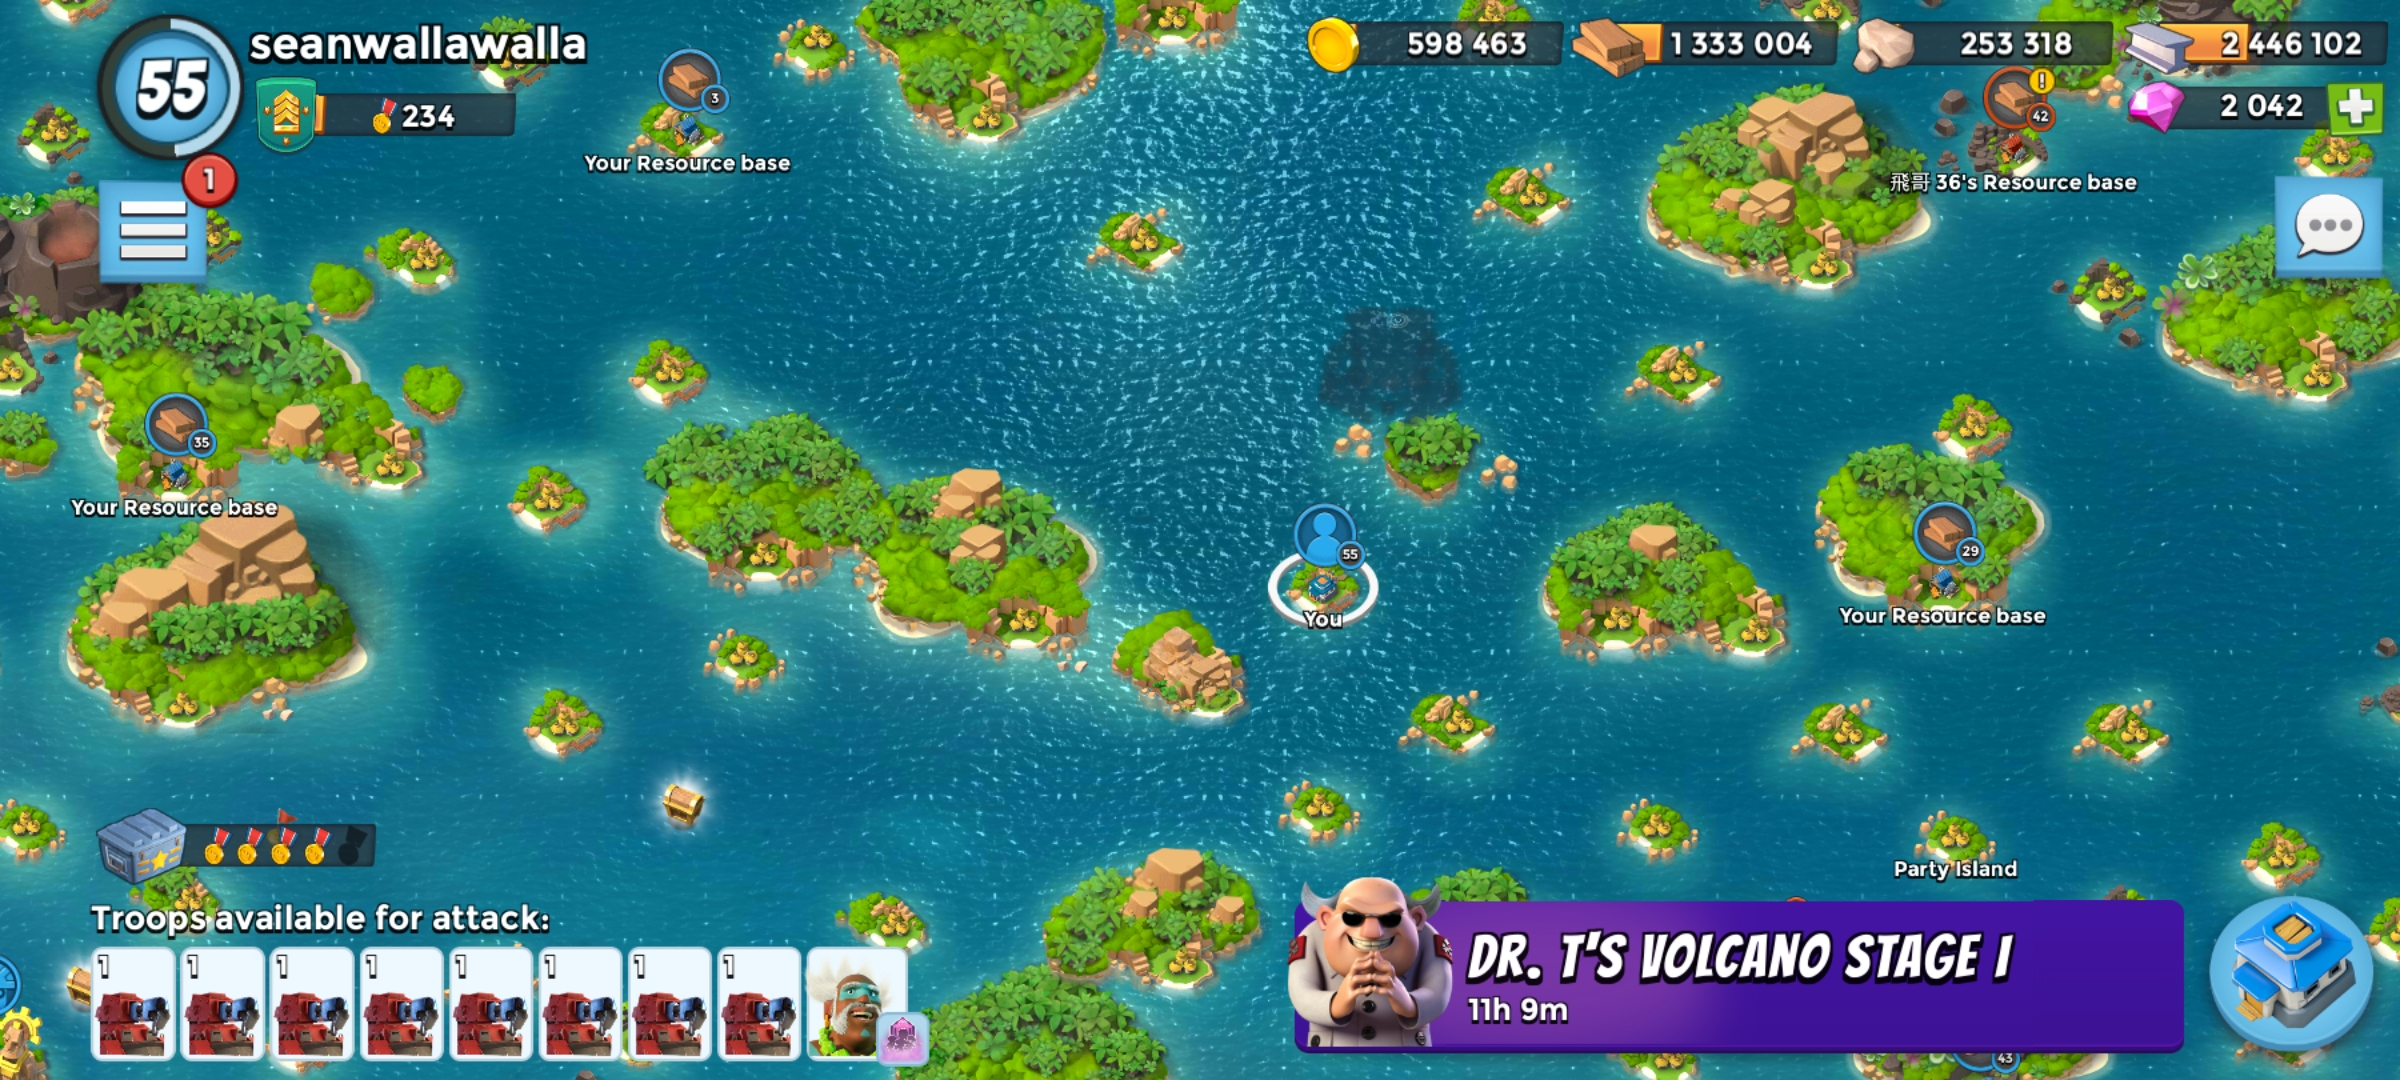 55
seanwallawalla
234
598 463
1 333 004
253 318
2 446 102
2 042
1
3
Your Resource base
!
42
飛哥 36's Resource base
35
Your Resource base
55
You
29
Your Resource base
Party Island
Troops available for attack:
1
1
1
1
1
1
1
1
DR. T'S VOLCANO STAGE I
11h 9m
43